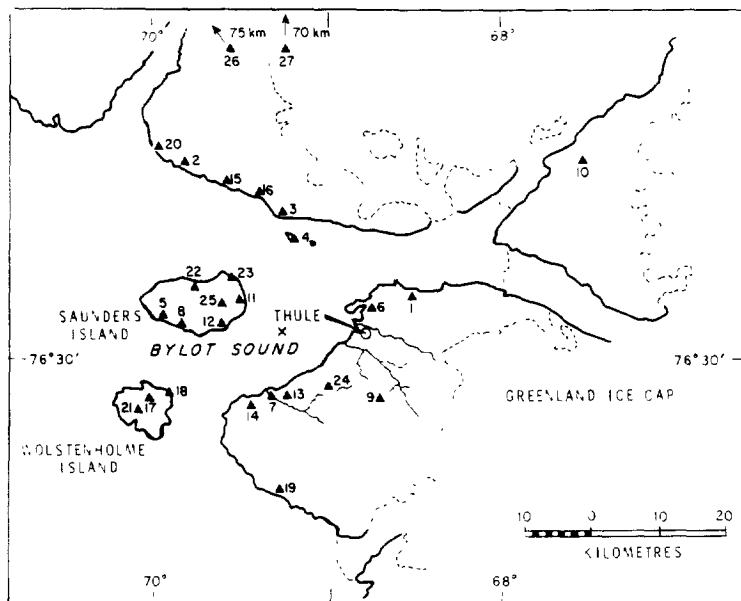 70° 75 km 70 km 68°
26 27
20
2
10
15
16
3
4
22 23
25 11
5
8 12
6 1
SAUNDERS
ISLAND
THULE
BYLOT SOUND
76°30' 76°30'
18
21 17
14 7 13 24 9
GREENLAND ICE CAP
WOLSTENHOLME
ISLAND
19
10 0 10 20
KILOMETRES
70° 68°